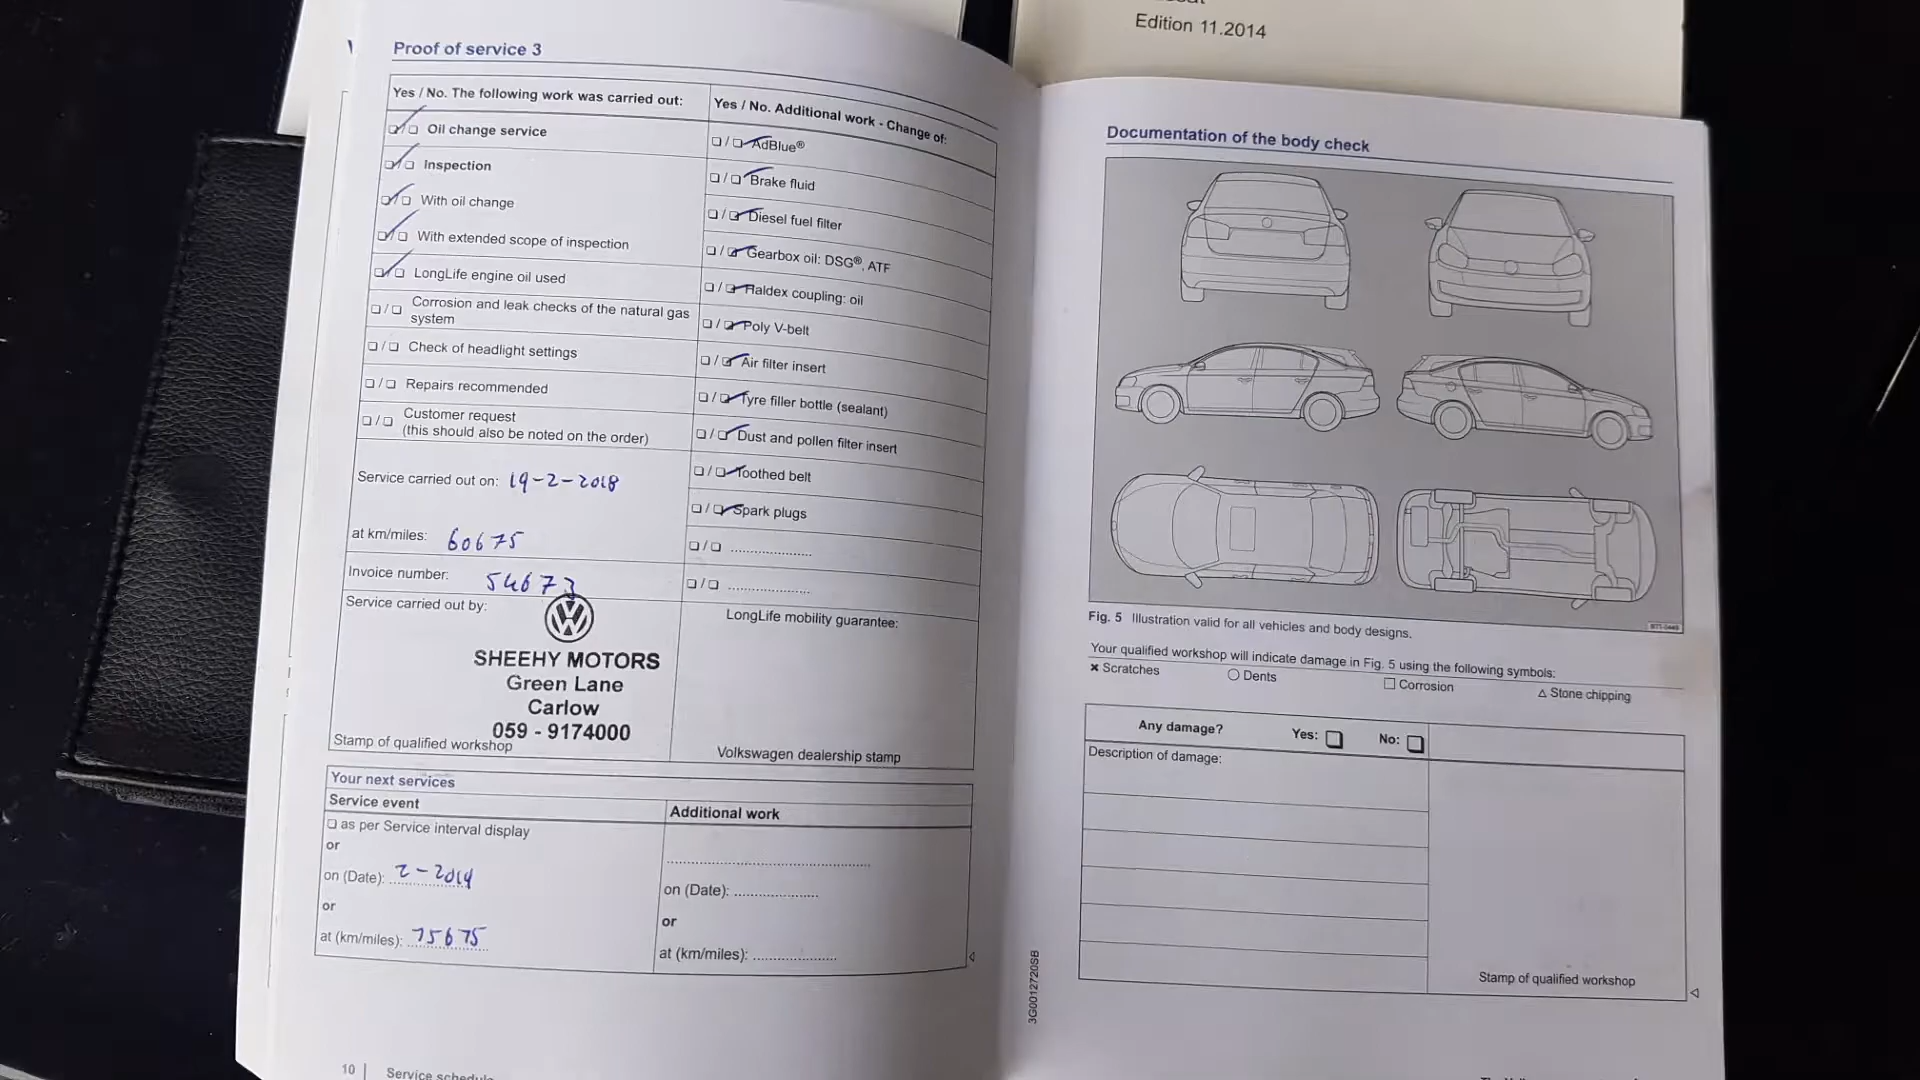 Edition 11.2014
Proof of service 3
Yes / No. The following work was carried out:
Oil change service
Inspection
With oil change
With extended scope of inspection
LongLife engine oil used
Corrosion and leak checks of the natural gas
system
Check of headlight settings
Repairs recommended
Customer request
(this should also be noted on the order)
Service carried out on: 19-2-2018
at km/miles: 60675
Invoice number: 54673
Service carried out by:
SHEEHY MOTORS
Green Lane
Carlow
059 - 9174000
Stamp of qualified workshop
Yes / No. Additional work - Change of:
AdBlue®
Brake fluid
Diesel fuel filter
Gearbox oil: DSG®, ATF
Haldex coupling: oil
Poly V-belt
Air filter insert
Tyre filler bottle (sealant)
Dust and pollen filter insert
Toothed belt
Spark plugs
LongLife mobility guarantee:
Volkswagen dealership stamp
Your next services
Service event
as per Service interval display
or
on (Date): 2-2019
or
at (km/miles): 75675
Additional work
on (Date):
or
at (km/miles):
10
Service schedule
Documentation of the body check
Fig. 5 Illustration valid for all vehicles and body designs.
Your qualified workshop will indicate damage in Fig. 5 using the following symbols:
× Scratches
○ Dents
□ Corrosion
△ Stone chipping
Any damage? Yes: No:
Description of damage:
Stamp of qualified workshop
3G0012720SB